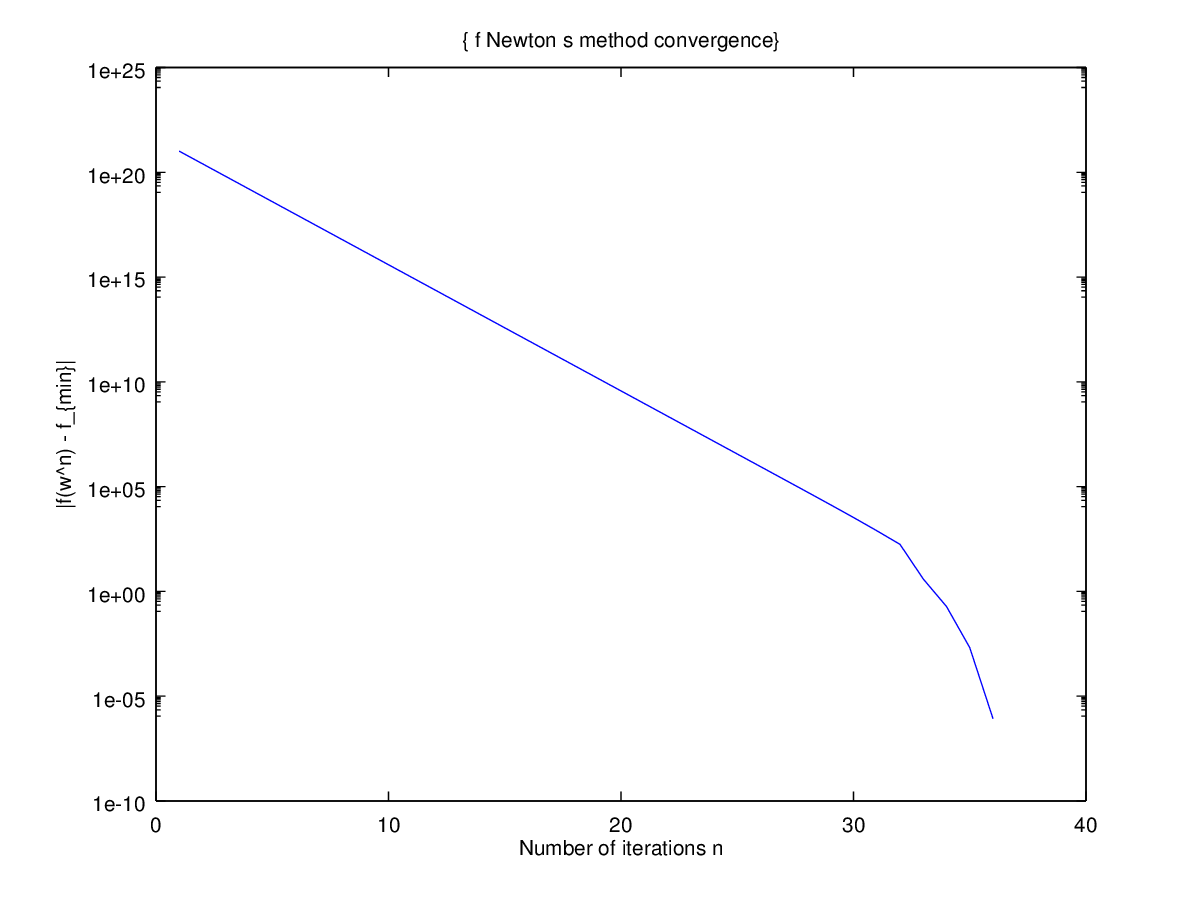 { f Newton s method convergence}
1e+25
1e+20
1e+15
1e+10
1e+05
1e+00
1e-05
1e-10
|f(w^n) - f_{min}|
0 10 20 30 40
Number of iterations n